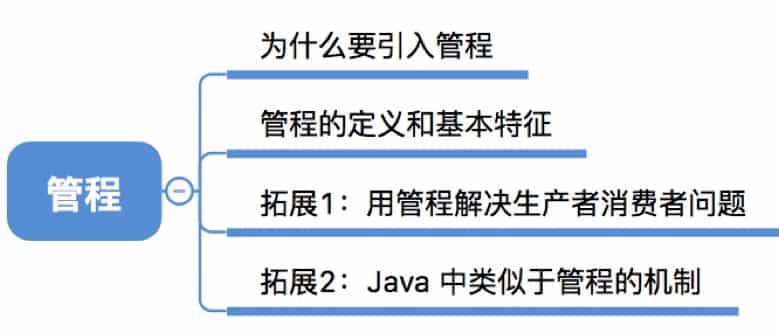 为什么要引入管程
管程的定义和基本特征
管程
拓展1：用管程解决生产者消费者问题
拓展2：Java 中类似于管程的机制